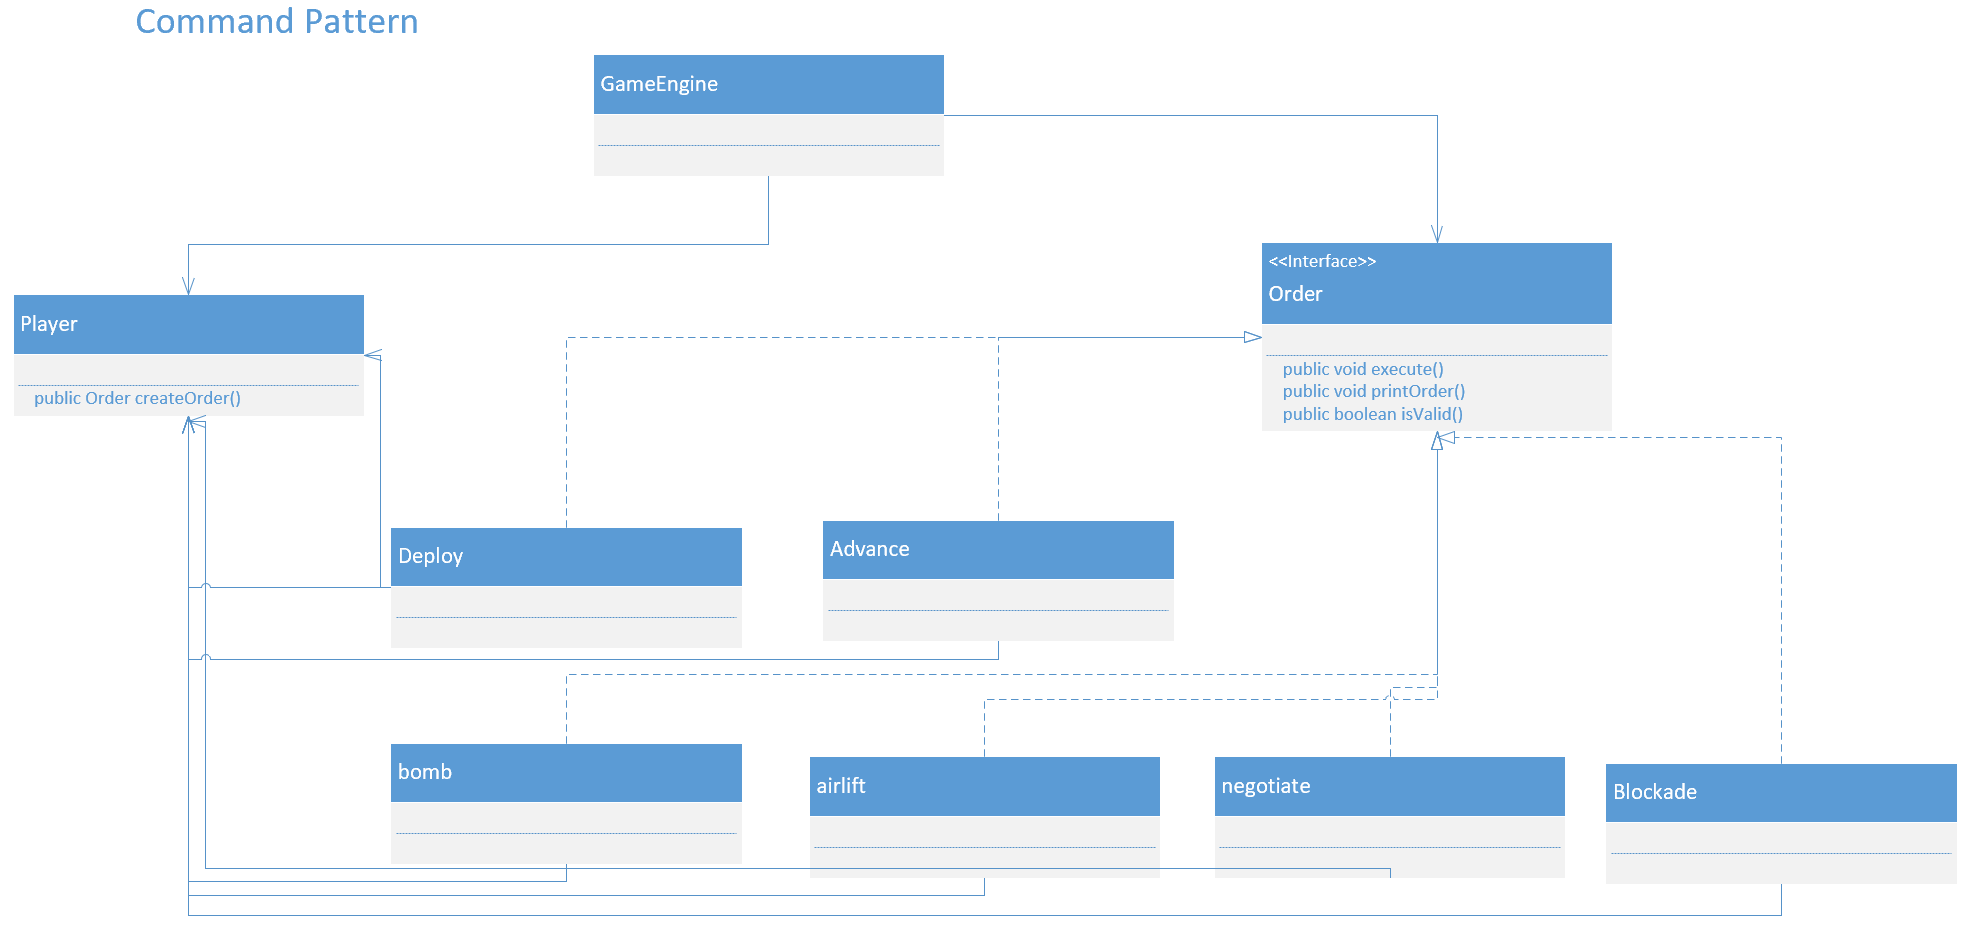 Command Pattern
GameEngine
<<Interface>>
Order
public void execute()
public void printOrder()
public boolean isValid()
Player
public Order createOrder()
Deploy
Advance
bomb
airlift
negotiate
Blockade